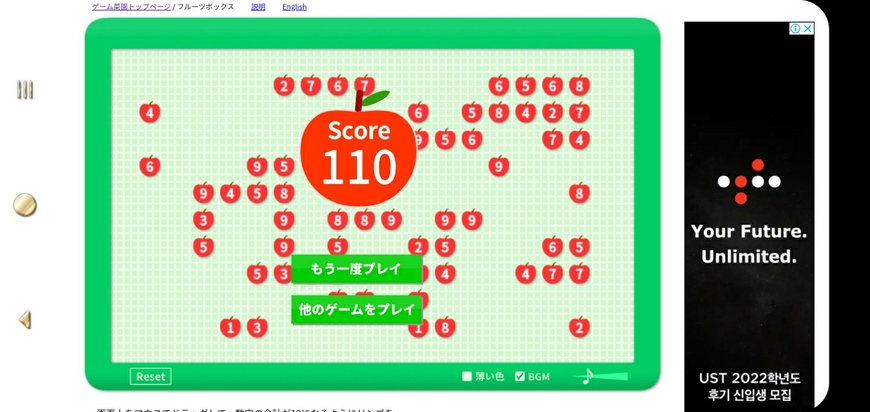 ゲーム菜園トップページ / フルーツボックス 説明 English
2 7 6 7 6 5 6 8
4 6 5 8 4 2 7
9 5 6 7 4
6 9 5 9
9 4 5 8 8
3 9 8 8 9 9 9
5 9 5 2 5 6 5
5 3 4 4 7 7
1 3 1 8 2
Score
110
もう一度プレイ
他のゲームをプレイ
Reset 薄い色 BGM
Your Future.
Unlimited.
UST 2022학년도
후기 신입생 모집